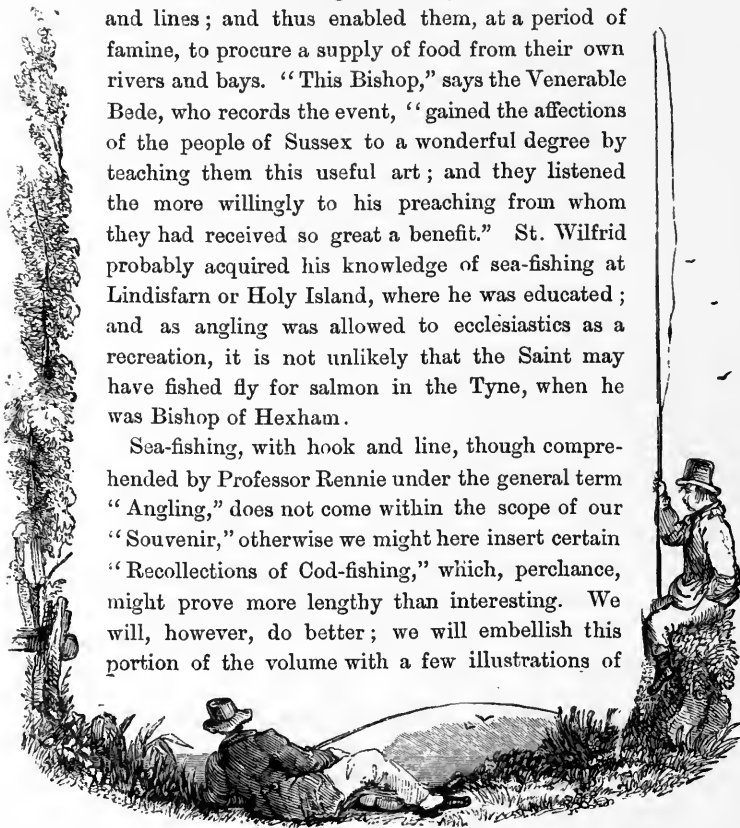 and lines; and thus enabled them, at a period of
famine, to procure a supply of food from their own
rivers and bays. "This Bishop," says the Venerable
Bede, who records the event, "gained the affections
of the people of Sussex to a wonderful degree by
teaching them this useful art; and they listened
the more willingly to his preaching from whom
they had received so great a benefit." St. Wilfrid
probably acquired his knowledge of sea-fishing at
Lindisfarn or Holy Island, where he was educated;
and as angling was allowed to ecclesiastics as a
recreation, it is not unlikely that the Saint may
have fished fly for salmon in the Tyne, when he
was Bishop of Hexham.
Sea-fishing, with hook and line, though compre-
hended by Professor Rennie under the general term
"Angling," does not come within the scope of our
"Souvenir," otherwise we might here insert certain
"Recollections of Cod-fishing," which, perchance,
might prove more lengthy than interesting. We
will, however, do better; we will embellish this
portion of the volume with a few illustrations of